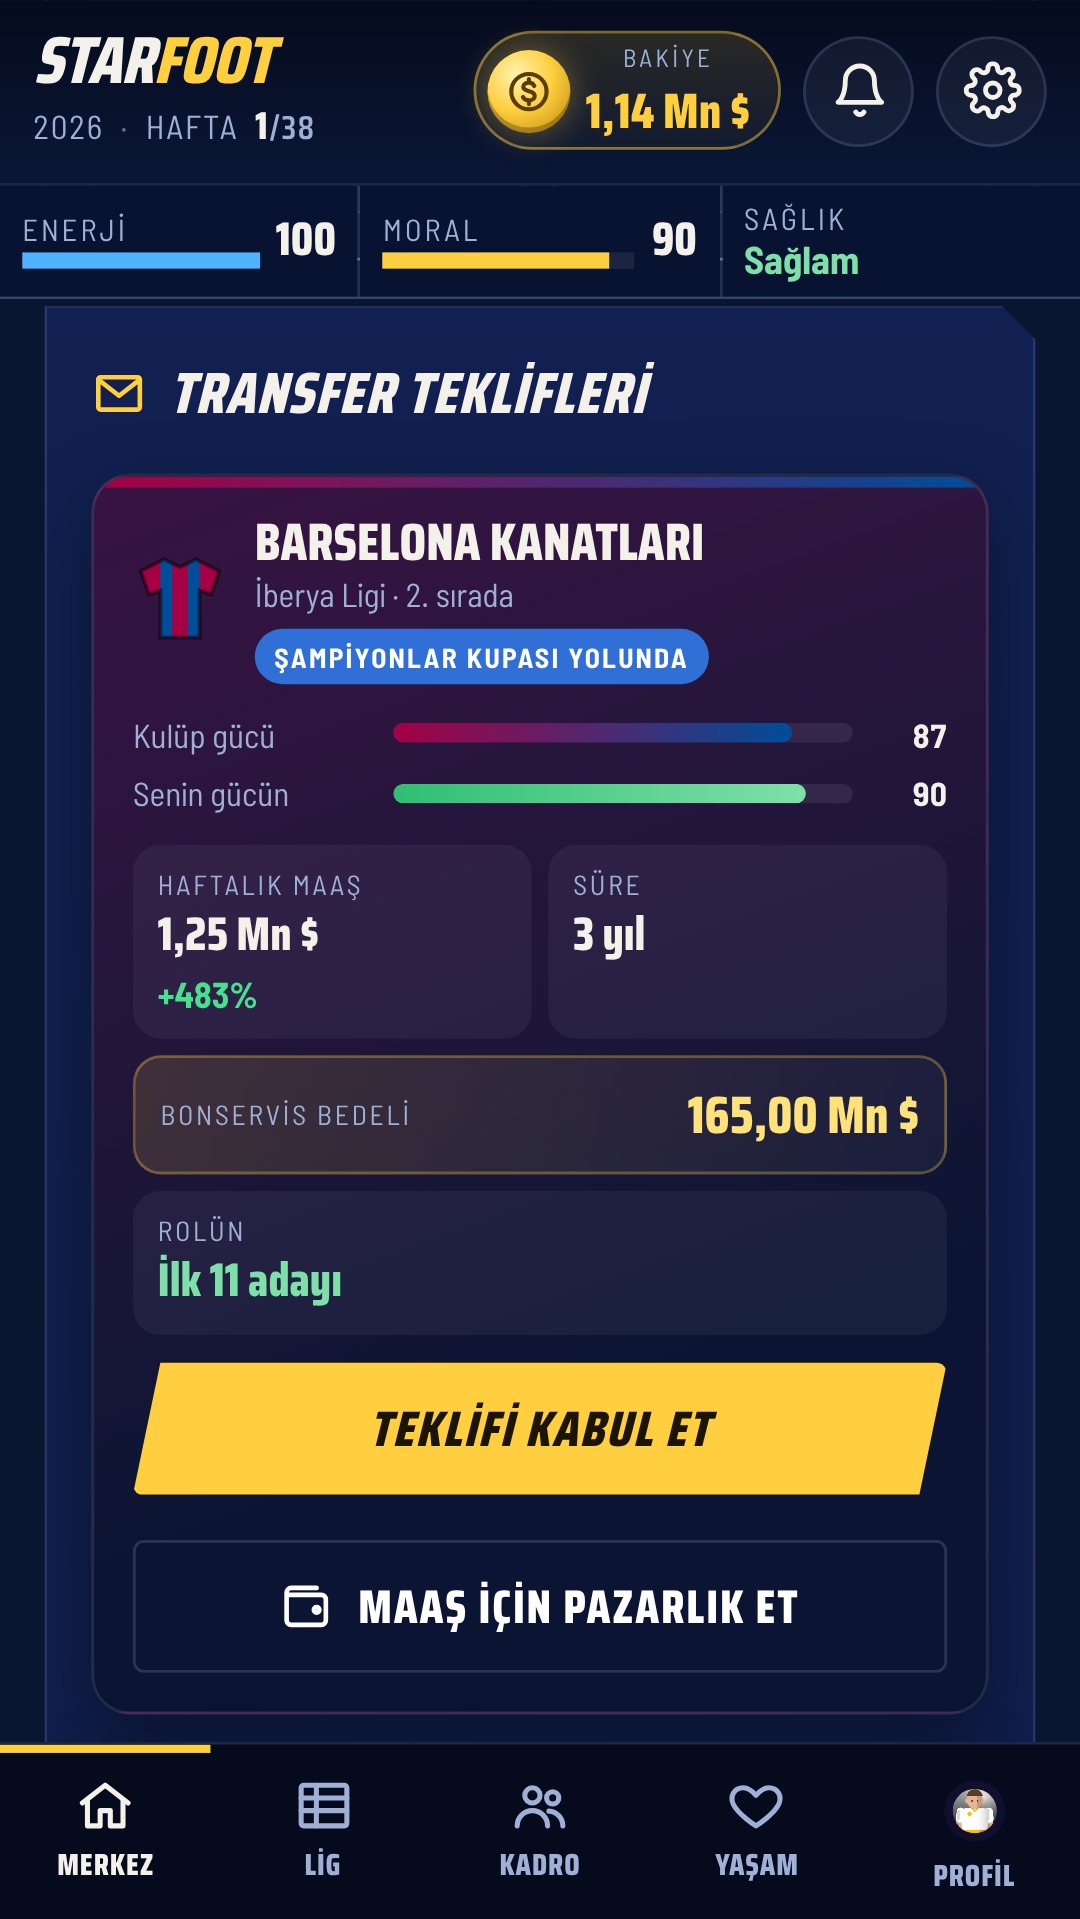 STARFOOT
2026 · HAFTA 1/38
BAKİYE
1,14 Mn $
ENERJİ 100
MORAL 90
SAĞLIK
Sağlam
TRANSFER TEKLİFLERİ
BARSELONA KANATLARI
İberya Ligi · 2. sırada
ŞAMPİYONLAR KUPASI YOLUNDA
Kulüp gücü 87
Senin gücün 90
HAFTALIK MAAŞ
1,25 Mn $
+483%
SÜRE
3 yıl
BONSERVİS BEDELİ 165,00 Mn $
ROLÜN
İlk 11 adayı
TEKLİFİ KABUL ET
MAAŞ İÇİN PAZARLIK ET
MERKEZ LİG KADRO YAŞAM PROFİL